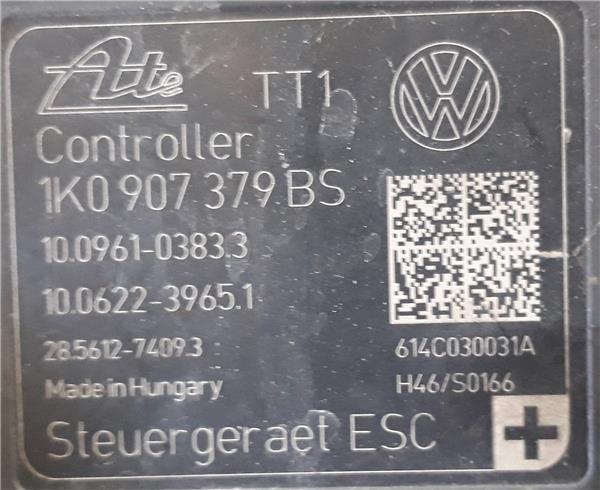 Ate TT1
Controller
1K0 907 379 BS
10.0961-0383.3
10.0622-3965.1
28.5612-7409.3 614C030031A
Made in Hungary H46/S0166
Steuergeraet ESC